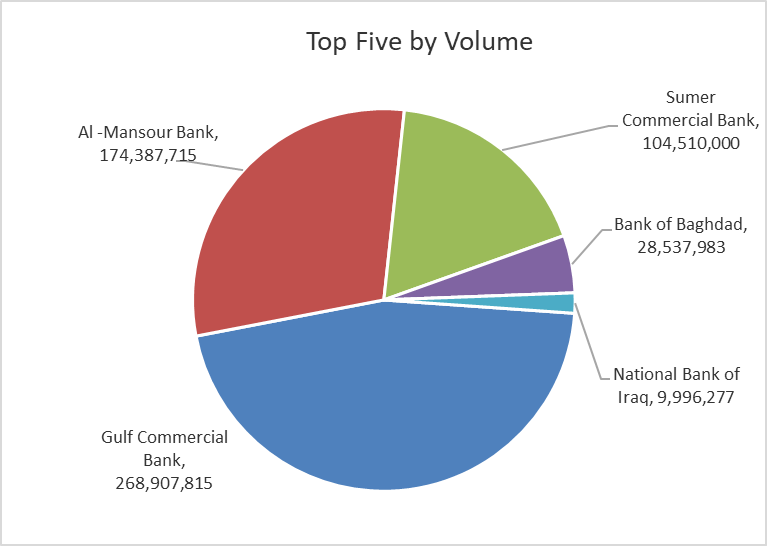 Top Five by Volume
Sumer
Commercial Bank,
104,510,000
Al -Mansour Bank,
174,387,715
Bank of Baghdad,
28,537,983
National Bank of
Iraq, 9,996,277
Gulf Commercial
Bank,
268,907,815